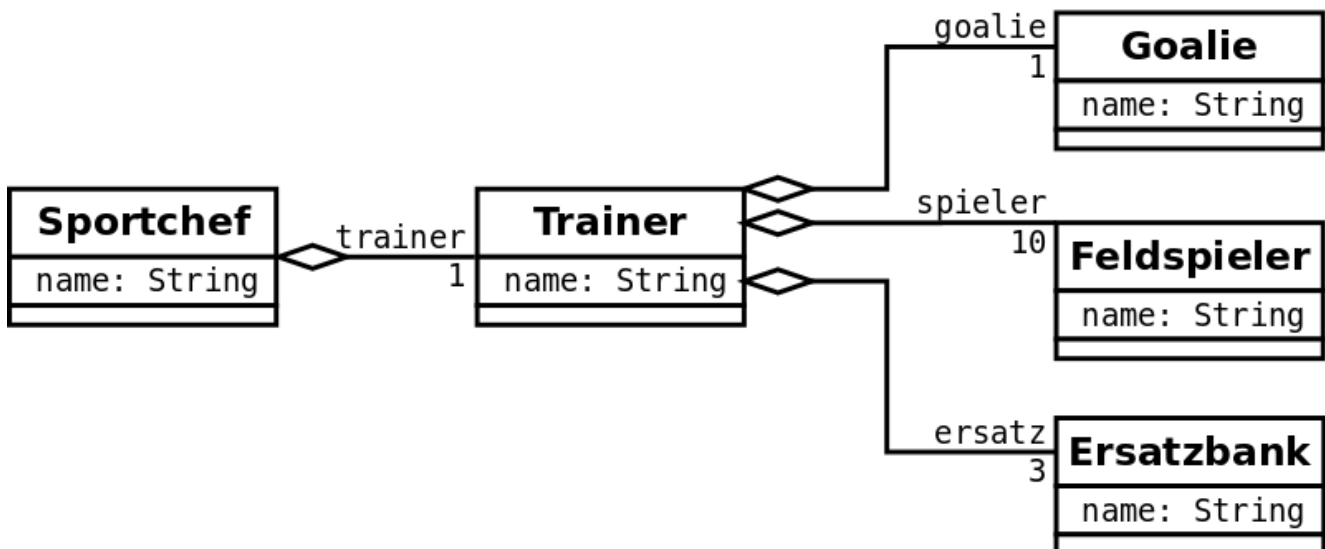 Sportchef
name: String
trainer
1
Trainer
name: String
goalie
1
Goalie
name: String
spieler
10
Feldspieler
name: String
ersatz
3
Ersatzbank
name: String